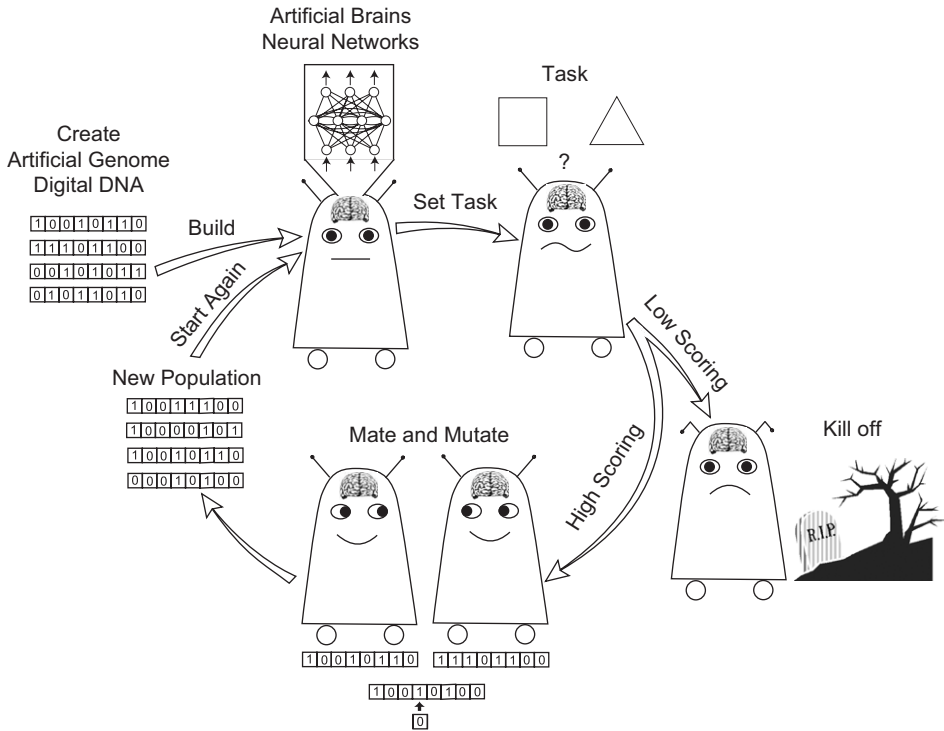 Artificial Brains
Neural Networks
Task
Create
Artificial Genome
Digital DNA
?
1 0 0 1 0 1 1 0
1 1 1 0 1 1 0 0
0 0 1 0 1 0 1 1
0 1 0 1 1 0 1 0
Build
Set Task
Start Again
Low Scoring
High Scoring
Kill off
R.I.P.
New Population
1 0 0 1 1 1 0 0
1 0 0 0 0 1 0 1
1 0 0 1 0 1 1 0
0 0 0 1 0 1 0 0
Mate and Mutate
1 0 0 1 0 1 1 0
1 1 1 0 1 1 0 0
1 0 0 1 0 1 0 0
0